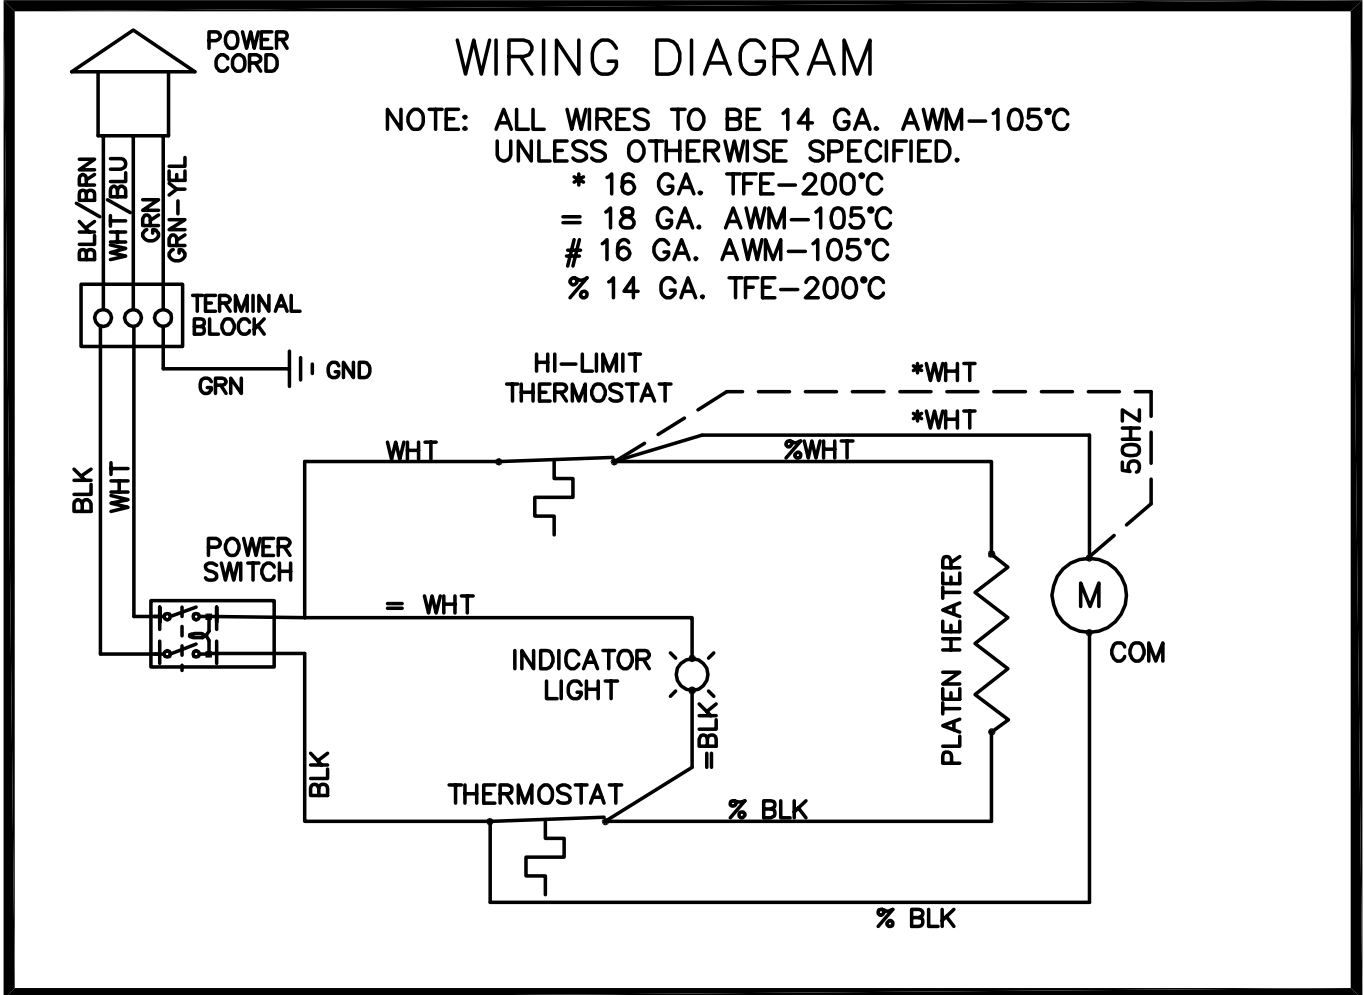 POWER
CORD
WIRING DIAGRAM
NOTE: ALL WIRES TO BE 14 GA. AWM-105°C
UNLESS OTHERWISE SPECIFIED.
* 16 GA. TFE-200°C
= 18 GA. AWM-105°C
# 16 GA. AWM-105°C
% 14 GA. TFE-200°C
BLK/BRN
WHT/BLU
GRN
GRN-YEL
TERMINAL
BLOCK
GRN
GND
HI-LIMIT
THERMOSTAT
*WHT
*WHT
%WHT
50HZ
WHT
BLK
WHT
POWER
SWITCH
= WHT
INDICATOR
LIGHT
=BLK
PLATEN HEATER
M
COM
BLK
THERMOSTAT
% BLK
% BLK